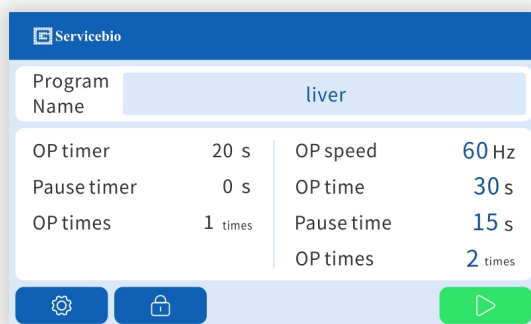 Servicebio
Program
Name
liver
OP timer 20 s
Pause timer 0 s
OP times 1 times
OP speed 60 Hz
OP time 30 s
Pause time 15 s
OP times 2 times